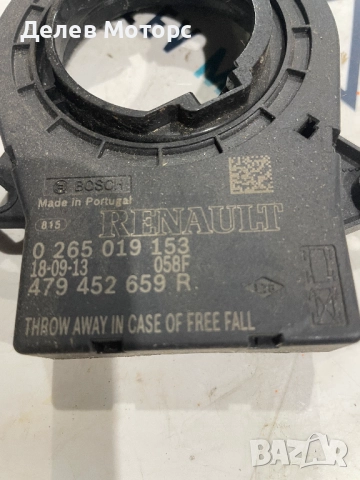 Делев Моторс
BOSCH
Made in Portugal
815
RENAULT
0 265 019 153
18-09-13 058F
479 452 659 R
THROW AWAY IN CASE OF FREE FALL
BAZAR